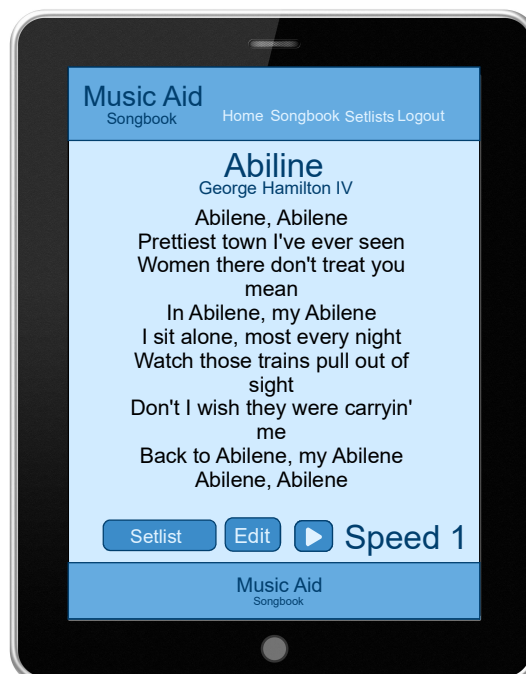 Music Aid
Songbook
Home Songbook Setlists Logout
Abiline
George Hamilton IV
Abilene, Abilene
Prettiest town I've ever seen
Women there don't treat you
mean
In Abilene, my Abilene
I sit alone, most every night
Watch those trains pull out of
sight
Don't I wish they were carryin'
me
Back to Abilene, my Abilene
Abilene, Abilene
Setlist Edit Speed 1
Music Aid
Songbook